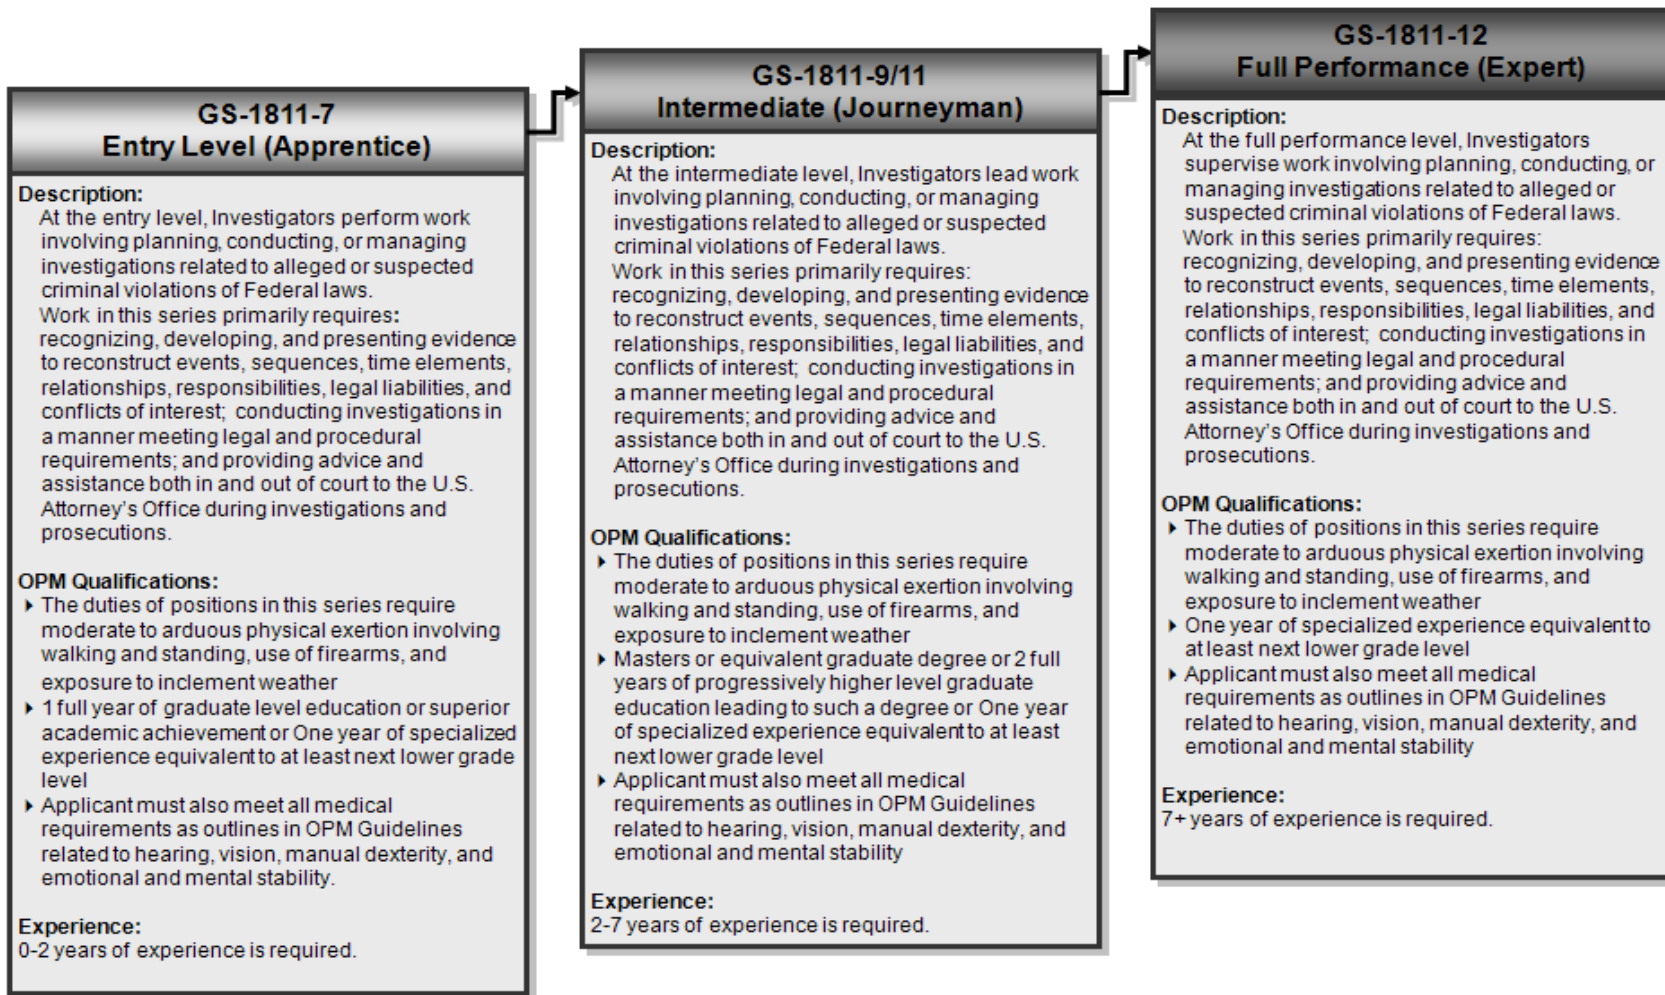 GS-1811-7
Entry Level (Apprentice)
Description:
At the entry level, Investigators perform work
involving planning, conducting, or managing
investigations related to alleged or suspected
criminal violations of Federal laws.
Work in this series primarily requires:
recognizing, developing, and presenting evidence
to reconstruct events, sequences, time elements,
relationships, responsibilities, legal liabilities, and
conflicts of interest; conducting investigations in
a manner meeting legal and procedural
requirements; and providing advice and
assistance both in and out of court to the U.S.
Attorney's Office during investigations and
prosecutions.
OPM Qualifications:
‣ The duties of positions in this series require
moderate to arduous physical exertion involving
walking and standing, use of firearms, and
exposure to inclement weather
‣ 1 full year of graduate level education or superior
academic achievement or One year of specialized
experience equivalent to at least next lower grade
level
‣ Applicant must also meet all medical
requirements as outlines in OPM Guidelines
related to hearing, vision, manual dexterity, and
emotional and mental stability.
Experience:
0-2 years of experience is required.
GS-1811-9/11
Intermediate (Journeyman)
Description:
At the intermediate level, Investigators lead work
involving planning, conducting, or managing
investigations related to alleged or suspected
criminal violations of Federal laws.
Work in this series primarily requires:
recognizing, developing, and presenting evidence
to reconstruct events, sequences, time elements,
relationships, responsibilities, legal liabilities, and
conflicts of interest; conducting investigations in
a manner meeting legal and procedural
requirements; and providing advice and
assistance both in and out of court to the U.S.
Attorney's Office during investigations and
prosecutions.
OPM Qualifications:
‣ The duties of positions in this series require
moderate to arduous physical exertion involving
walking and standing, use of firearms, and
exposure to inclement weather
‣ Masters or equivalent graduate degree or 2 full
years of progressively higher level graduate
education leading to such a degree or One year
of specialized experience equivalent to at least
next lower grade level
‣ Applicant must also meet all medical
requirements as outlines in OPM Guidelines
related to hearing, vision, manual dexterity, and
emotional and mental stability
Experience:
2-7 years of experience is required.
GS-1811-12
Full Performance (Expert)
Description:
At the full performance level, Investigators
supervise work involving planning, conducting, or
managing investigations related to alleged or
suspected criminal violations of Federal laws.
Work in this series primarily requires:
recognizing, developing, and presenting evidence
to reconstruct events, sequences, time elements,
relationships, responsibilities, legal liabilities, and
conflicts of interest; conducting investigations in
a manner meeting legal and procedural
requirements; and providing advice and
assistance both in and out of court to the U.S.
Attorney's Office during investigations and
prosecutions.
OPM Qualifications:
‣ The duties of positions in this series require
moderate to arduous physical exertion involving
walking and standing, use of firearms, and
exposure to inclement weather
‣ One year of specialized experience equivalent to
at least next lower grade level
‣ Applicant must also meet all medical
requirements as outlines in OPM Guidelines
related to hearing, vision, manual dexterity, and
emotional and mental stability
Experience:
7+ years of experience is required.